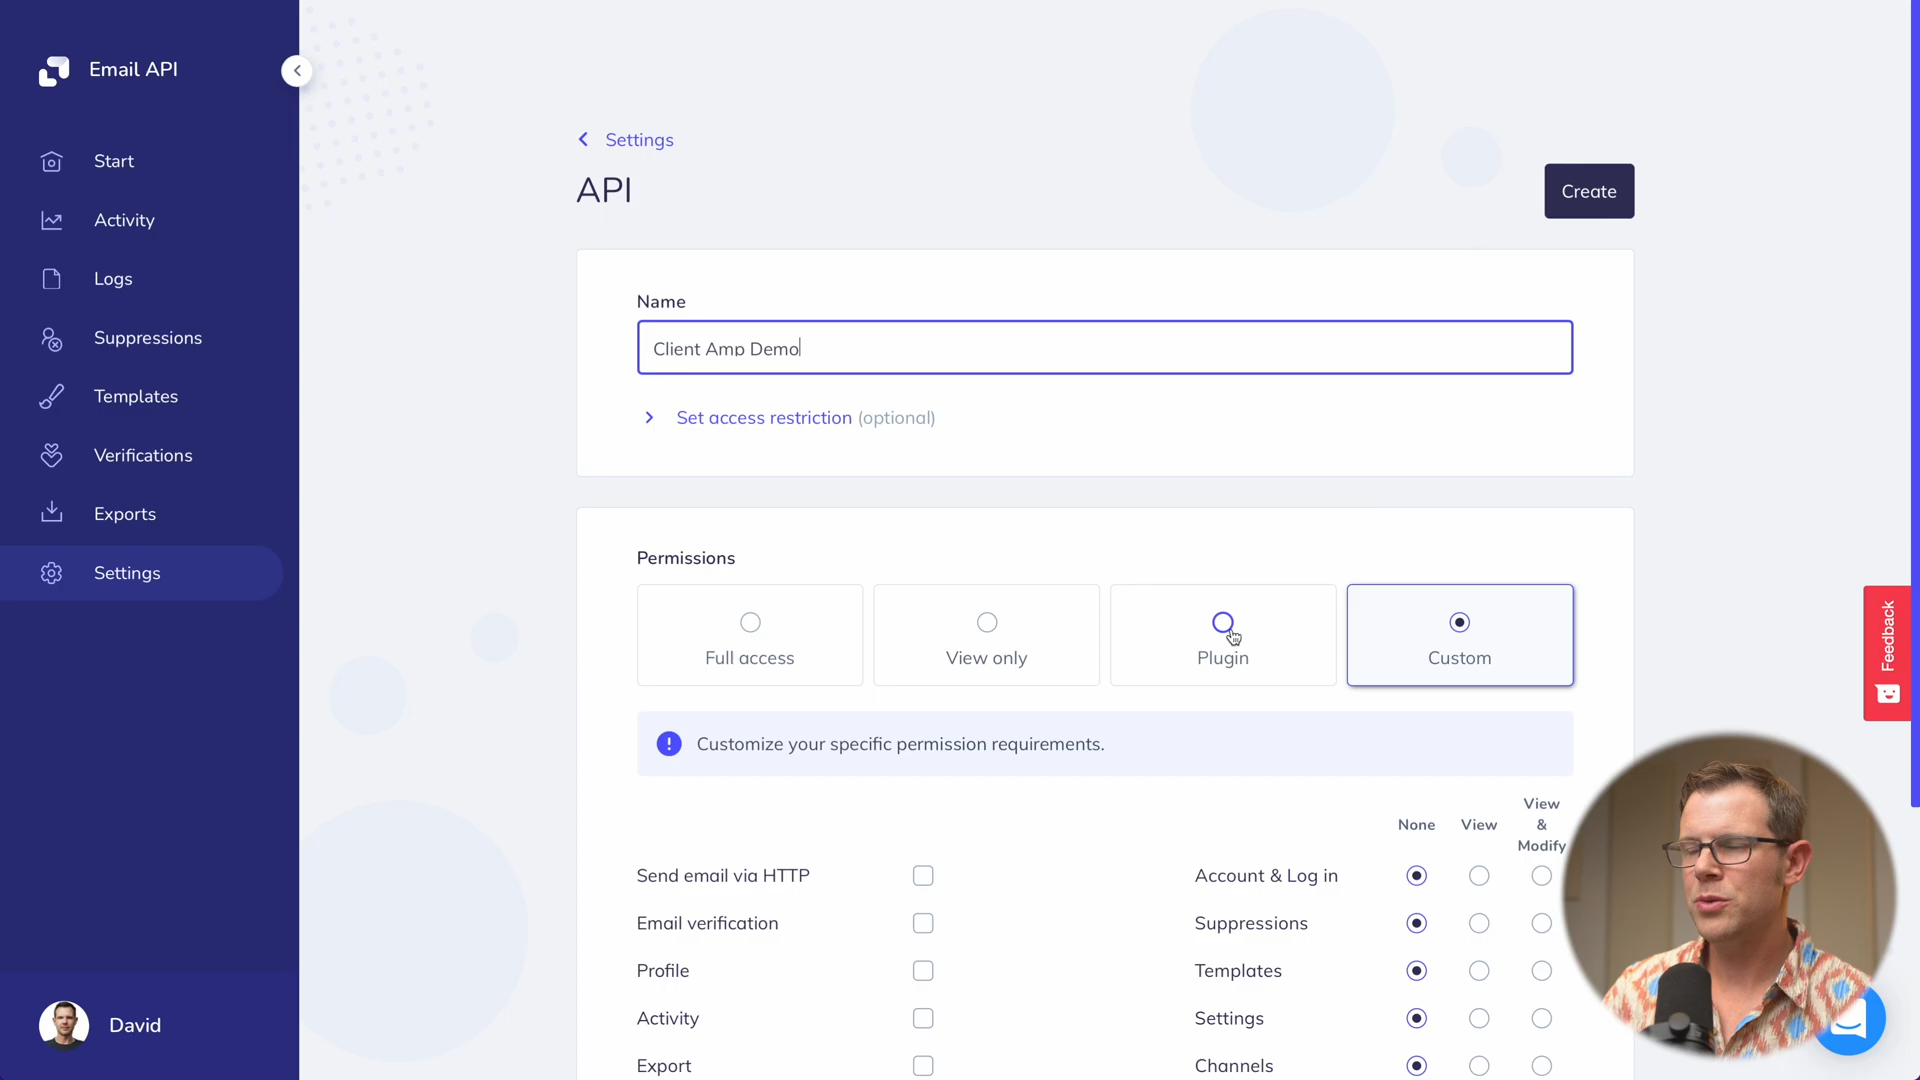 Email API
Start
Activity
Logs
Suppressions
Templates
Verifications
Exports
Settings
David
Settings
API
Create
Name
Client Amp Demo
Set access restriction (optional)
Permissions
Full access
View only
Plugin
Custom
Customize your specific permission requirements.
None
View
View
&
Modify
Send email via HTTP
Email verification
Profile
Activity
Export
Account & Log in
Suppressions
Templates
Settings
Channels
Feedback